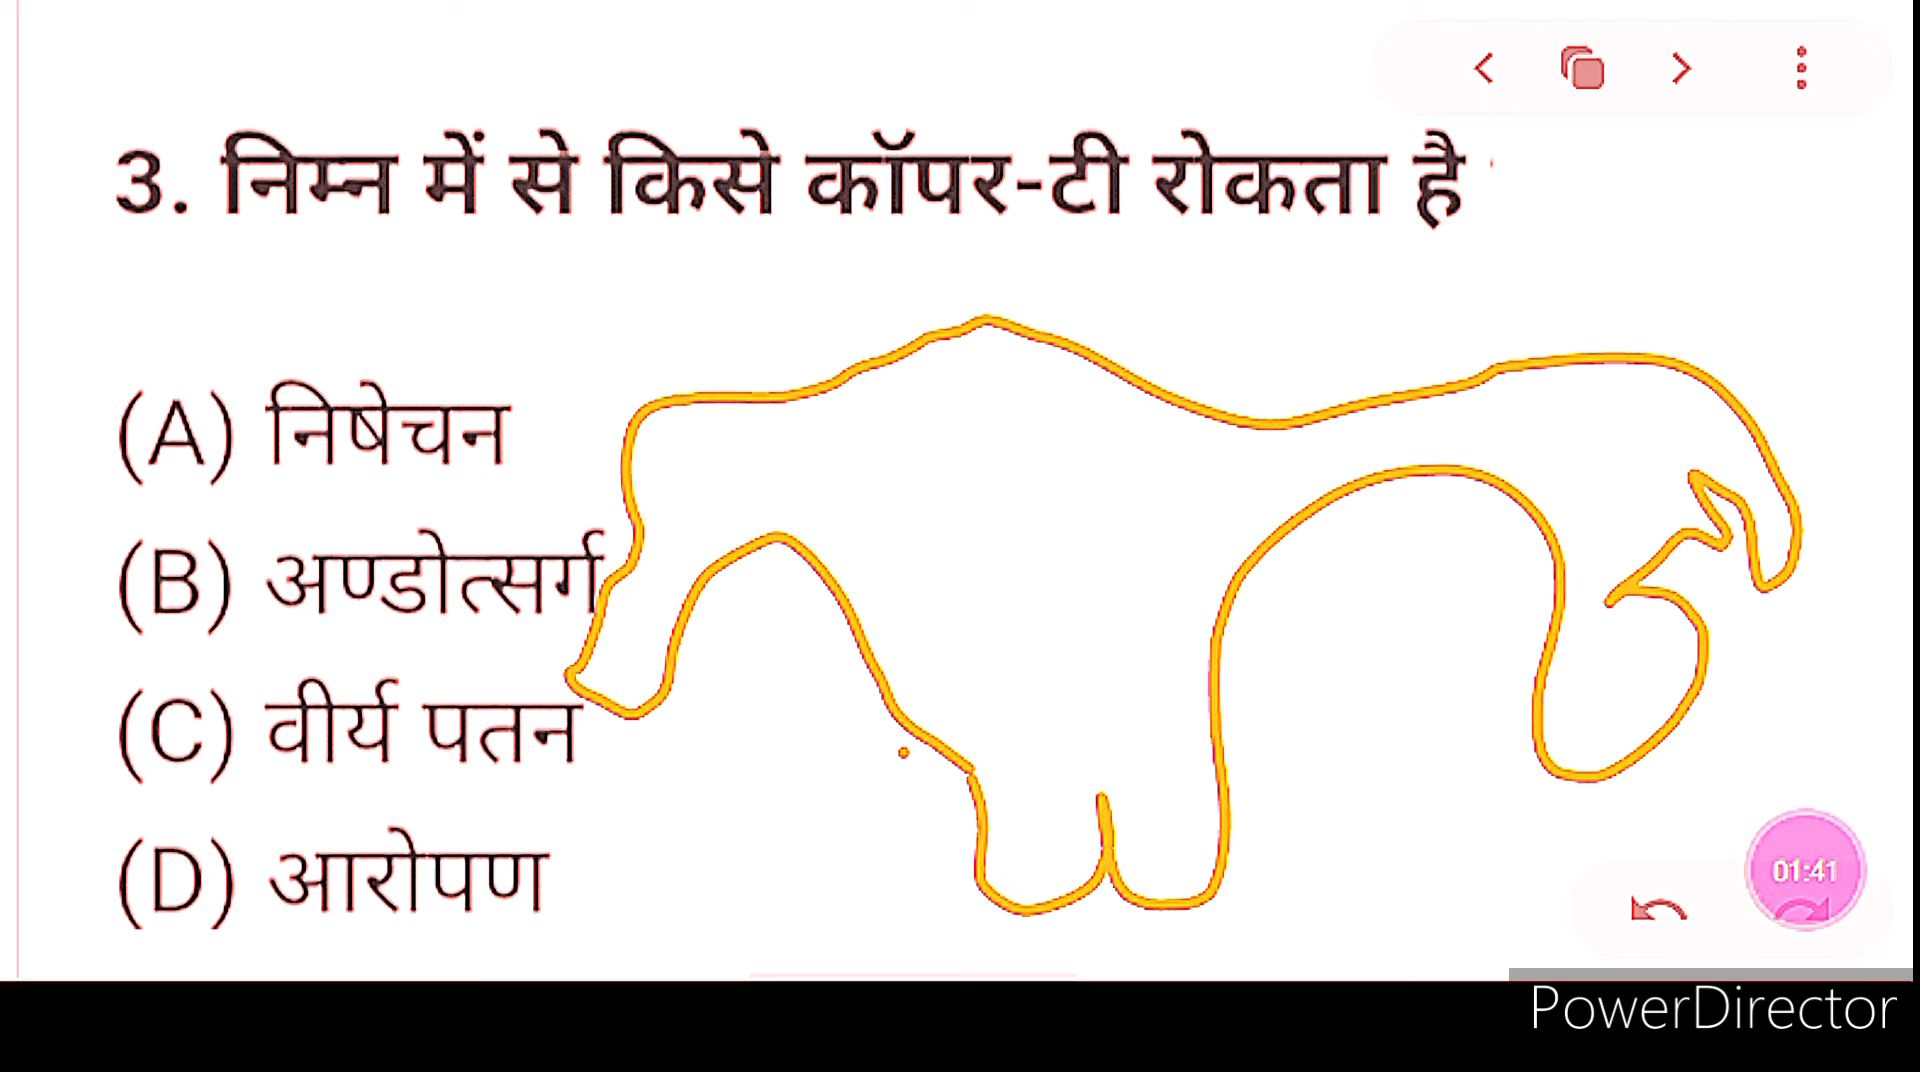 3. निम्न में से किसे कॉपर-टी रोकता है
(A) निषेचन
(B) अण्डोत्सर्ग
(C) वीर्य पतन
(D) आरोपण
01:41
PowerDirector